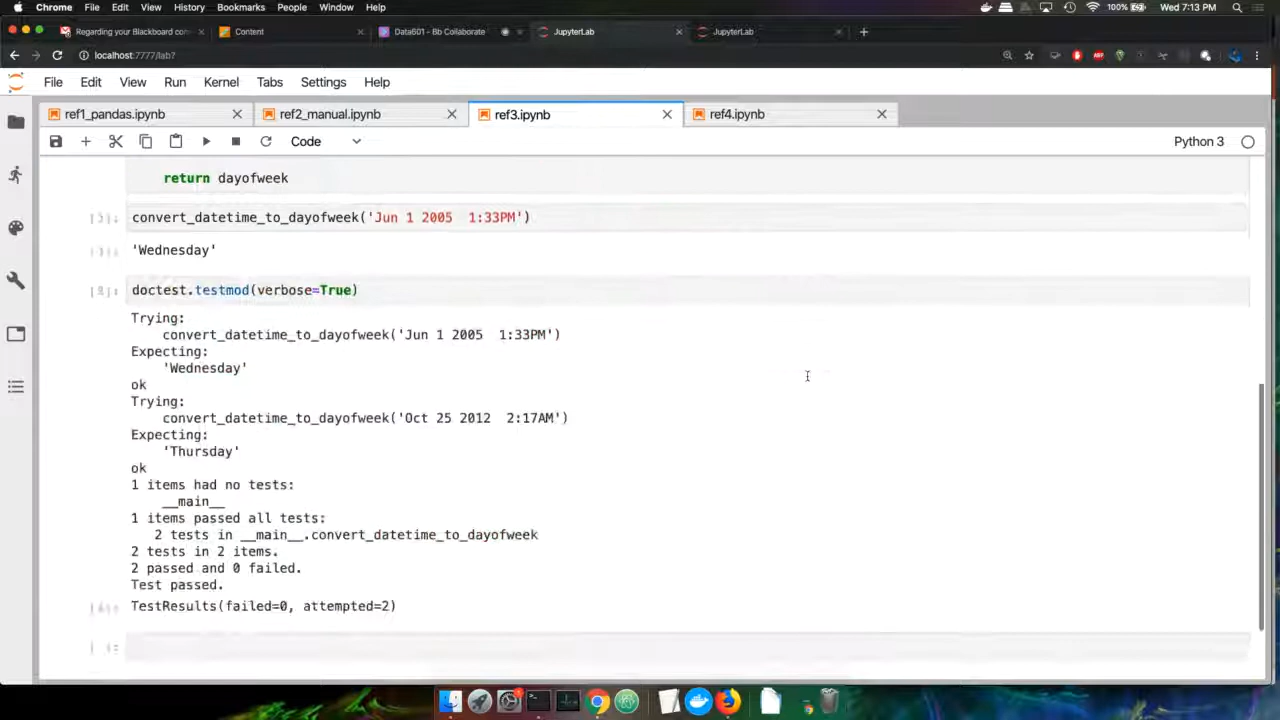 Chrome File Edit View History Bookmarks People Window Help 100% Wed 7:13 PM
Regarding your Blackboard con Content Data601 - Bb Collaborate JupyterLab JupyterLab
localhost:7777/lab?
File Edit View Run Kernel Tabs Settings Help
ref1_pandas.ipynb ref2_manual.ipynb ref3.ipynb ref4.ipynb
Code Python 3
return dayofweek
convert_datetime_to_dayofweek('Jun 1 2005  1:33PM')
'Wednesday'
doctest.testmod(verbose=True)
Trying:
convert_datetime_to_dayofweek('Jun 1 2005  1:33PM')
Expecting:
'Wednesday'
ok
Trying:
convert_datetime_to_dayofweek('Oct 25 2012  2:17AM')
Expecting:
'Thursday'
ok
1 items had no tests:
__main__
1 items passed all tests:
2 tests in __main__.convert_datetime_to_dayofweek
2 tests in 2 items.
2 passed and 0 failed.
Test passed.
TestResults(failed=0, attempted=2)